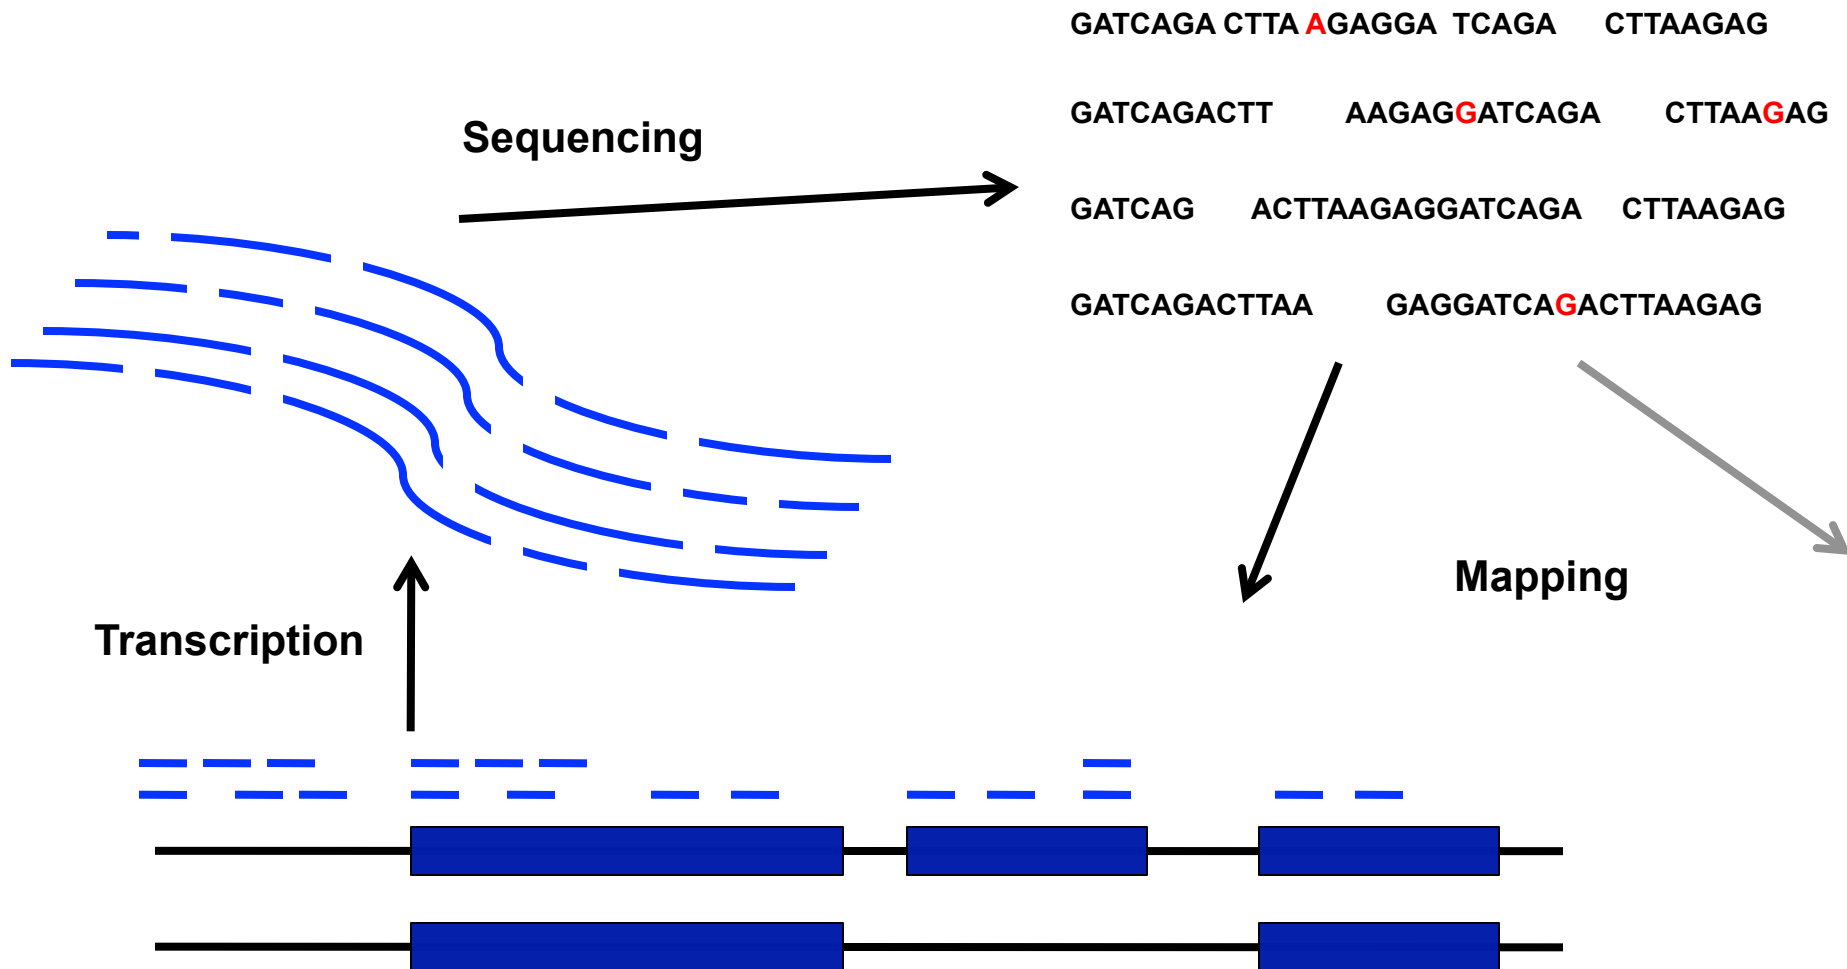 GATCAGA CTTA AGAGGA TCAGA CTTAAGAG
GATCAGACTT AAGAGGATCAGA CTTAAGAG
Sequencing
GATCAG ACTTAAGAGGATCAGA CTTAAGAG
GATCAGACTTAA GAGGATCAGACTTAAGAG
Mapping
Transcription